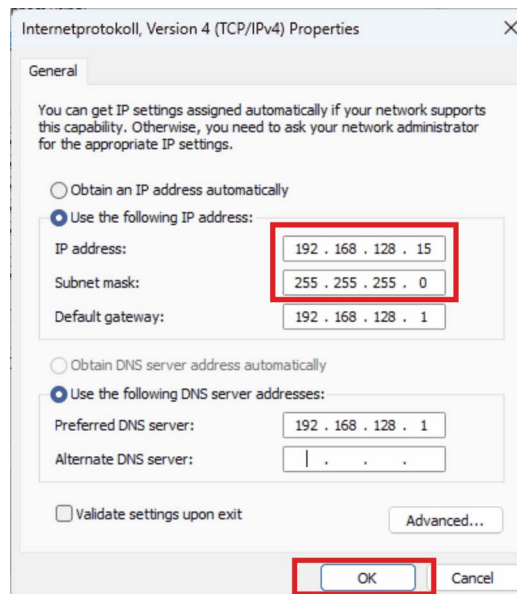 Internetprotokoll, Version 4 (TCP/IPv4) Properties
General
You can get IP settings assigned automatically if your network supports
this capability. Otherwise, you need to ask your network administrator
for the appropriate IP settings.
Obtain an IP address automatically
Use the following IP address:
IP address: 192 . 168 . 128 . 15
Subnet mask: 255 . 255 . 255 . 0
Default gateway: 192 . 168 . 128 . 1
Obtain DNS server address automatically
Use the following DNS server addresses:
Preferred DNS server: 192 . 168 . 128 . 1
Alternate DNS server: . . .
Validate settings upon exit
Advanced...
OK Cancel